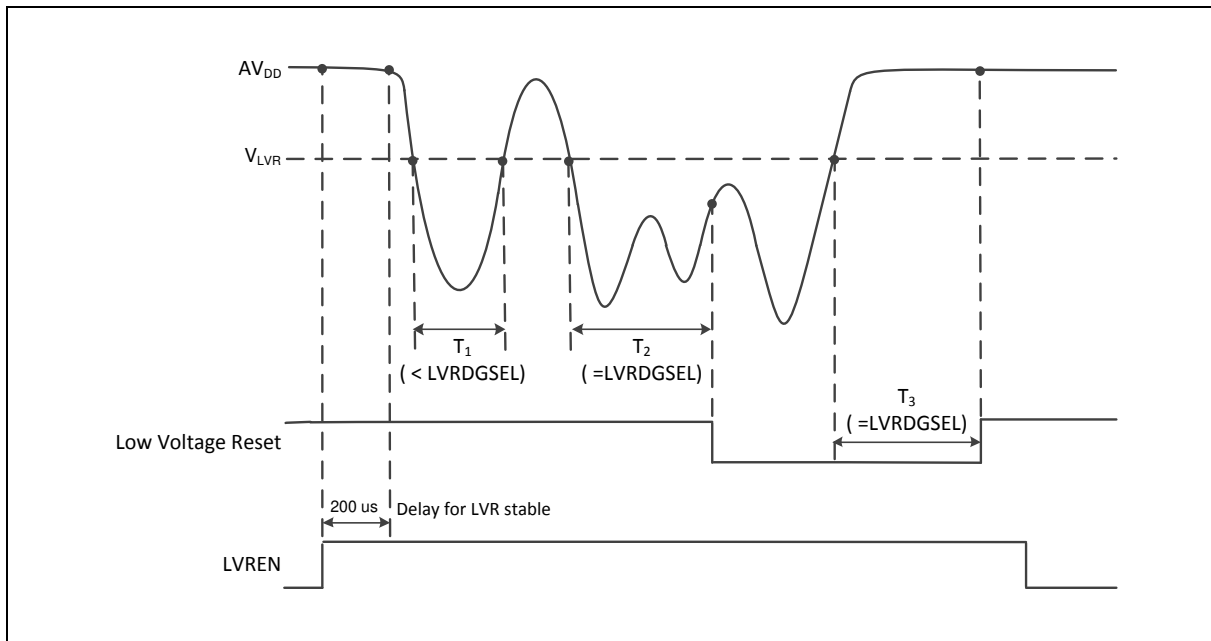 AVDD
VLVR
T1
( < LVRDGSEL)
T2
( =LVRDGSEL)
T3
( =LVRDGSEL)
Low Voltage Reset
200 us
Delay for LVR stable
LVREN